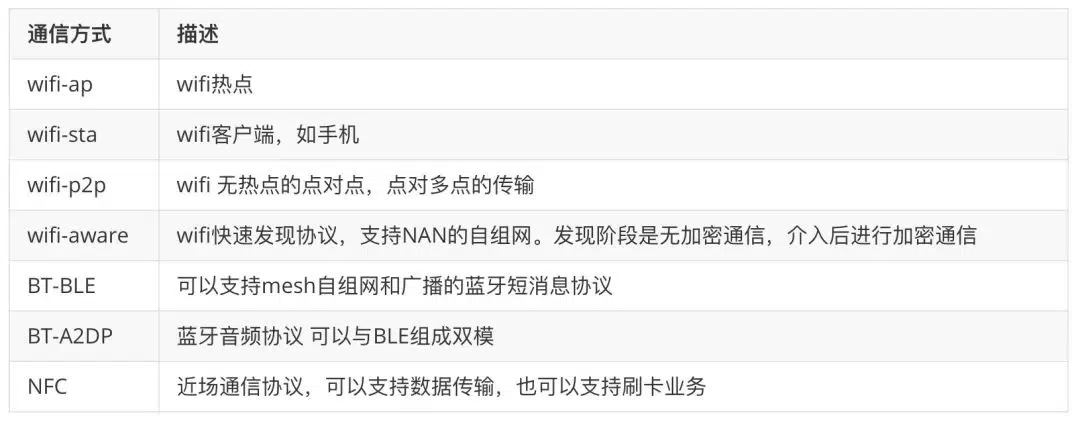 通信方式 描述
wifi-ap wifi热点
wifi-sta wifi客户端，如手机
wifi-p2p wifi 无热点的点对点，点对多点的传输
wifi-aware wifi快速发现协议，支持NAN的自组网。发现阶段是无加密通信，介入后进行加密通信
BT-BLE 可以支持mesh自组网和广播的蓝牙短消息协议
BT-A2DP 蓝牙音频协议 可以与BLE组成双模
NFC 近场通信协议，可以支持数据传输，也可以支持刷卡业务